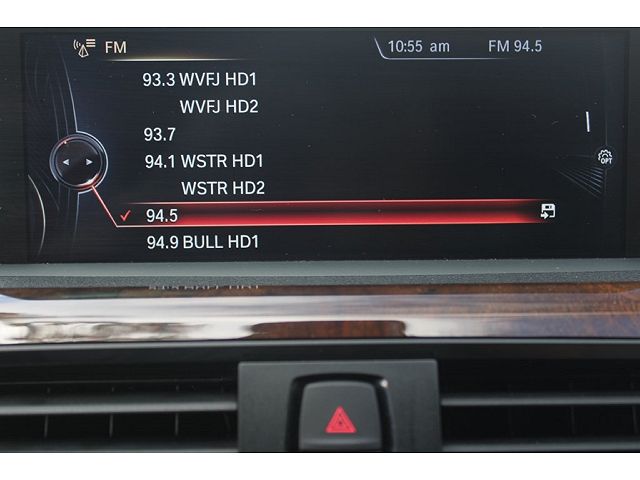 FM 10:55 am FM 94.5
93.3 WVFJ HD1
WVFJ HD2
93.7
94.1 WSTR HD1
OPT
WSTR HD2
94.5
94.9 BULL HD1